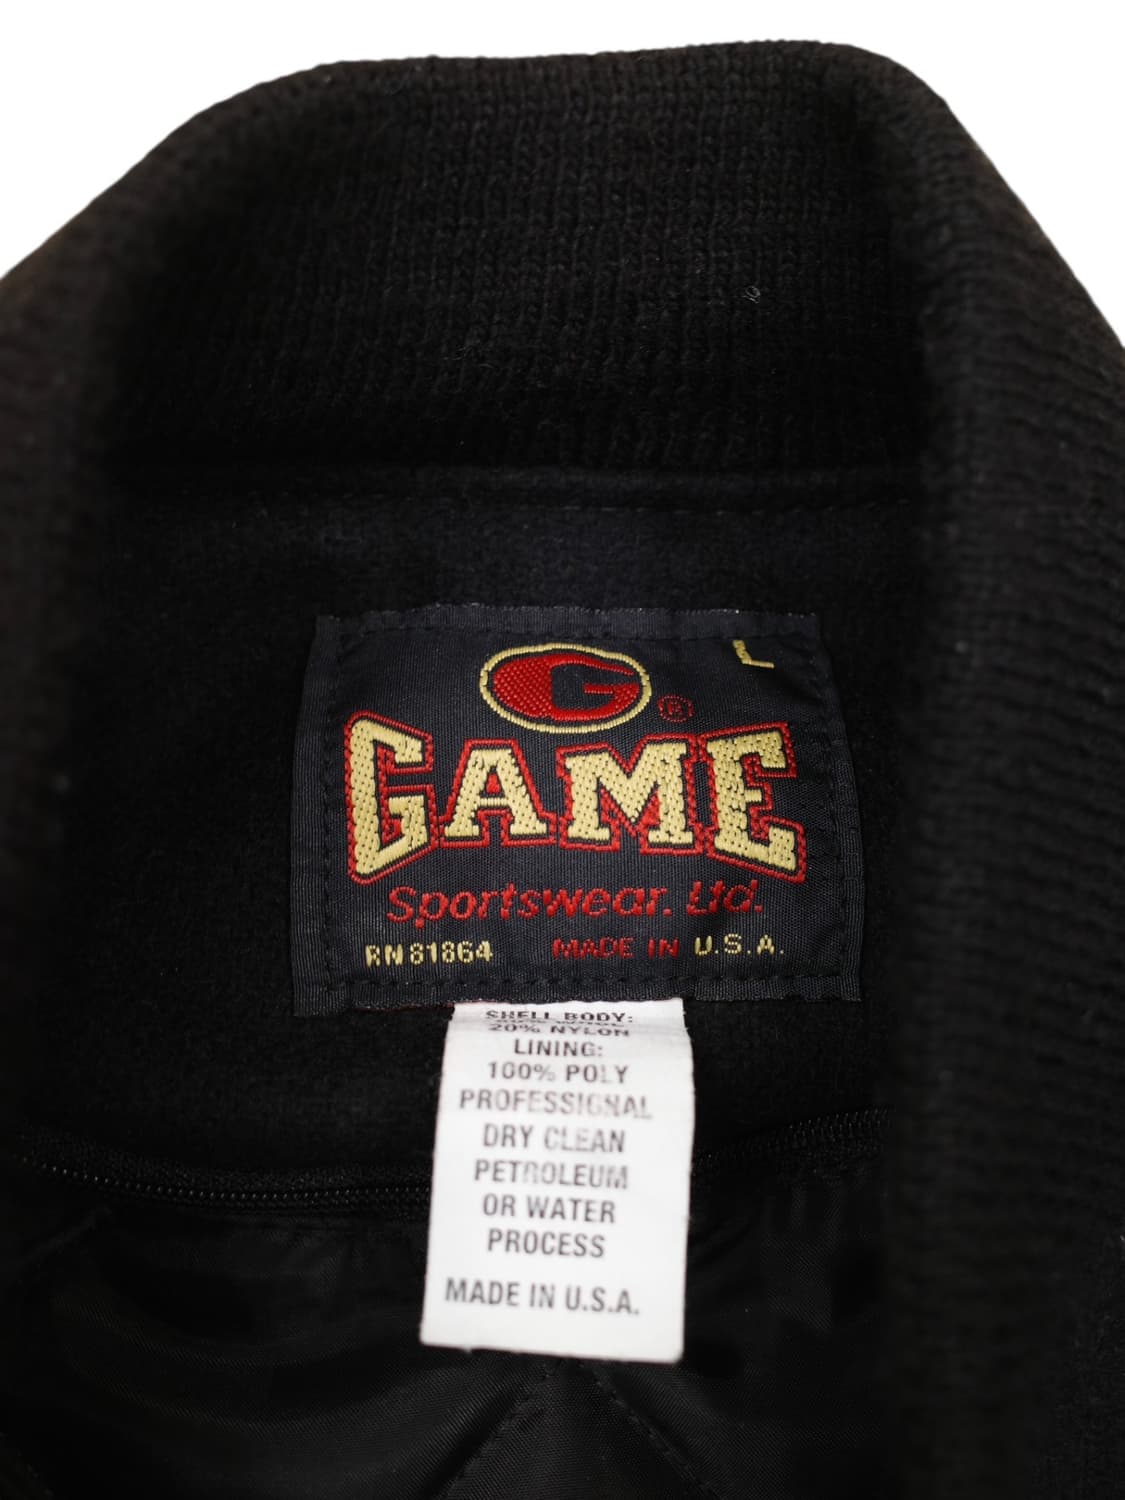 L
G ®
GAME
Sportswear. Ltd.
RN 81864 MADE IN U.S.A.
SHELL BODY:
20% NYLON
LINING:
100% POLY
PROFESSIONAL
DRY CLEAN
PETROLEUM
OR WATER
PROCESS
MADE IN U.S.A.